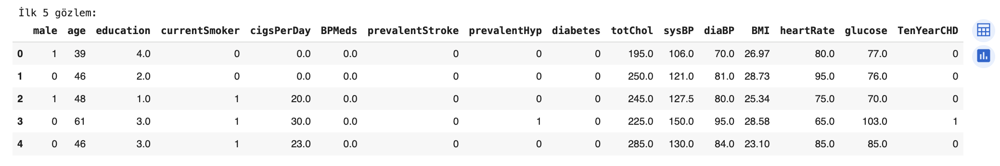 İlk 5 gözlem:
male age education currentSmoker cigsPerDay BPMeds prevalentStroke prevalentHyp diabetes totChol sysBP diaBP BMI heartRate glucose TenYearCHD
0 1 39 4.0 0 0.0 0.0 0 0 0 195.0 106.0 70.0 26.97 80.0 77.0 0
1 0 46 2.0 0 0.0 0.0 0 0 0 250.0 121.0 81.0 28.73 95.0 76.0 0
2 1 48 1.0 1 20.0 0.0 0 0 0 245.0 127.5 80.0 25.34 75.0 70.0 0
3 0 61 3.0 1 30.0 0.0 0 1 0 225.0 150.0 95.0 28.58 65.0 103.0 1
4 0 46 3.0 1 23.0 0.0 0 0 0 285.0 130.0 84.0 23.10 85.0 85.0 0